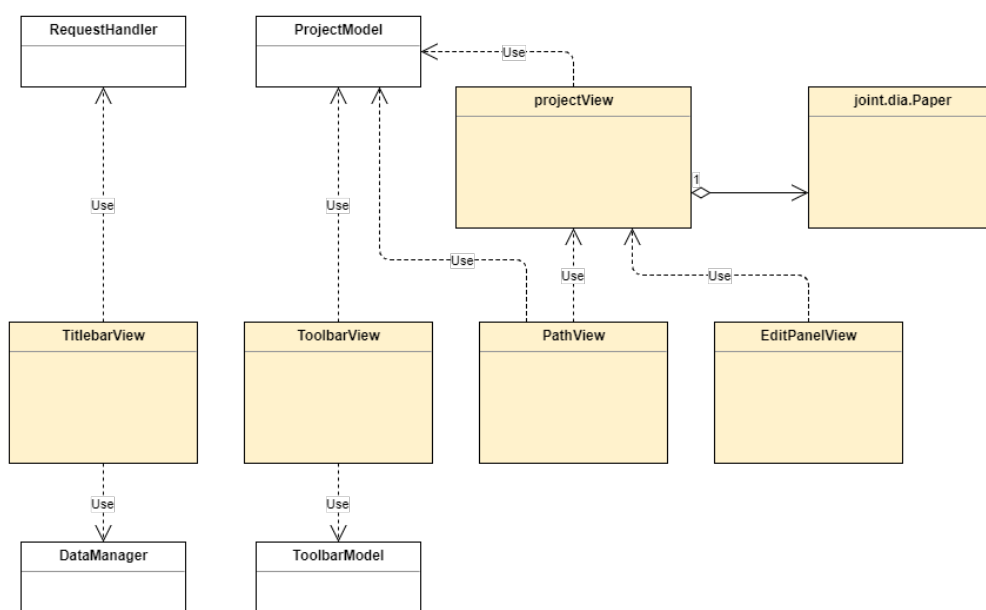 RequestHandler
ProjectModel
Use
projectView
joint.dia.Paper
1
Use
Use
Use
Use
Use
TitlebarView
ToolbarView
PathView
EditPanelView
Use
Use
DataManager
ToolbarModel